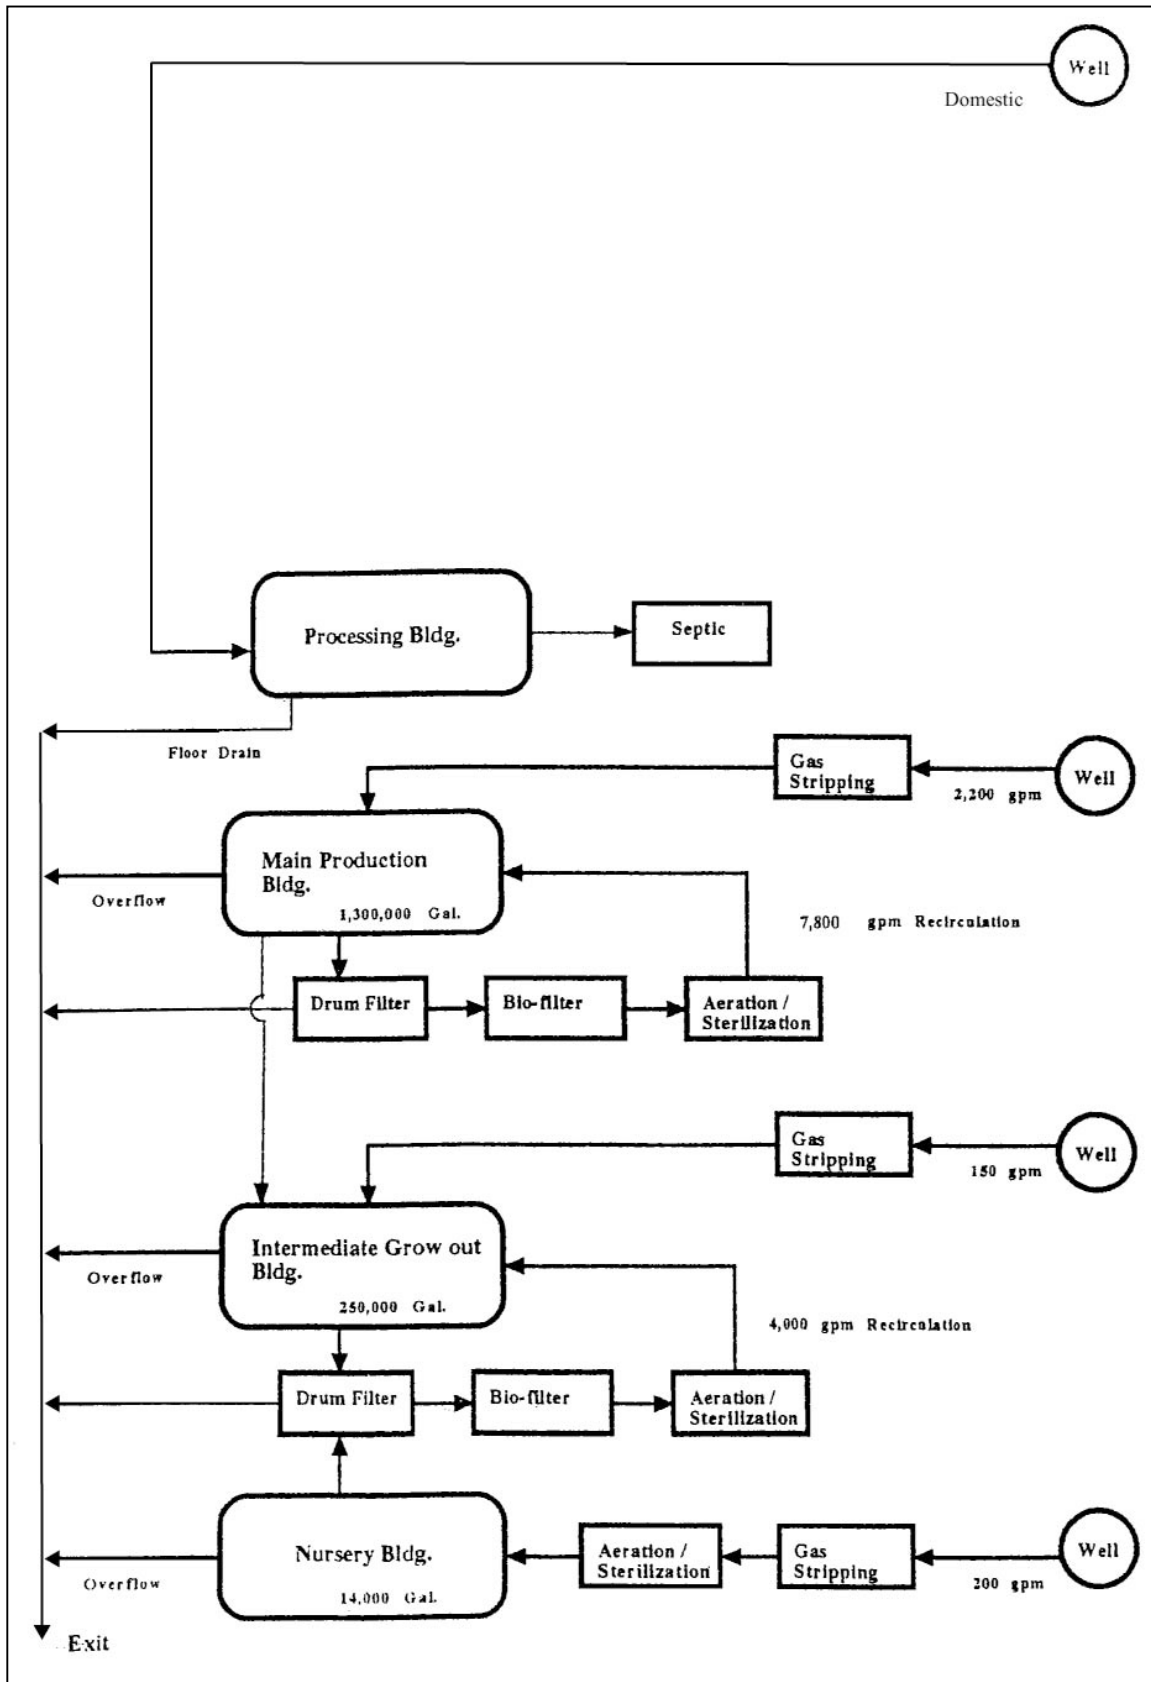 Well
Domestic
Processing Bldg.
Septic
Floor Drain
Gas
Stripping
2,200 gpm
Well
Main Production
Bldg.
1,300,000 Gal.
Overflow
7,800 gpm Recirculation
Drum Filter
Bio-filter
Aeration /
Sterilization
Gas
Stripping
150 gpm
Well
Intermediate Grow out
Bldg.
250,000 Gal.
Overflow
4,000 gpm Recirculation
Drum Filter
Bio-filter
Aeration /
Sterilization
Nursery Bldg.
14,000 Gal.
Overflow
Aeration /
Sterilization
Gas
Stripping
200 gpm
Well
Exit